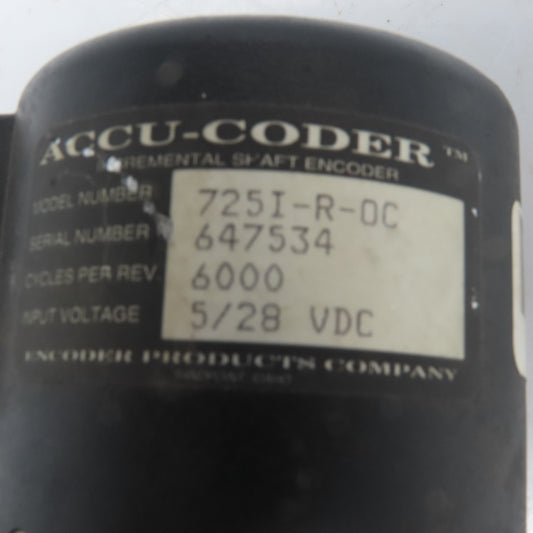 ACCU-CODER™
INCREMENTAL SHAFT ENCODER
MODEL NUMBER 725I-R-OC
SERIAL NUMBER 647534
CYCLES PER REV. 6000
INPUT VOLTAGE 5/28 VDC
ENCODER PRODUCTS COMPANY